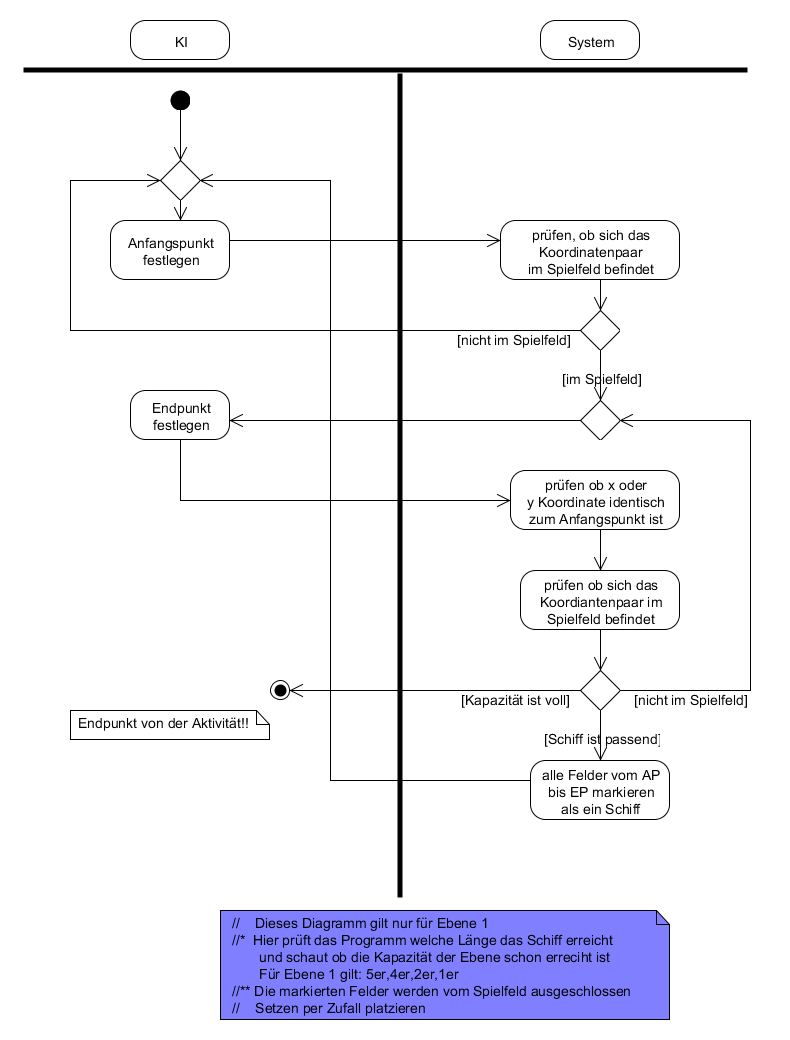 KI
System
Anfangspunkt
festlegen
prüfen, ob sich das
Koordinatenpaar
im Spielfeld befindet
[nicht im Spielfeld]
[im Spielfeld]
Endpunkt
festlegen
prüfen ob x oder
y Koordinate identisch
zum Anfangspunkt ist
prüfen ob sich das
Koordiantenpaar im
Spielfeld befindet
[Kapazität ist voll]
[nicht im Spielfeld]
Endpunkt von der Aktivität!!
[Schiff ist passend]
alle Felder vom AP
bis EP markieren
als ein Schiff
// Dieses Diagramm gilt nur für Ebene 1
//* Hier prüft das Programm welche Länge das Schiff erreicht
und schaut ob die Kapazität der Ebene schon erreciht ist
Für Ebene 1 gilt: 5er,4er,2er,1er
//** Die markierten Felder werden vom Spielfeld ausgeschlossen
// Setzen per Zufall platzieren